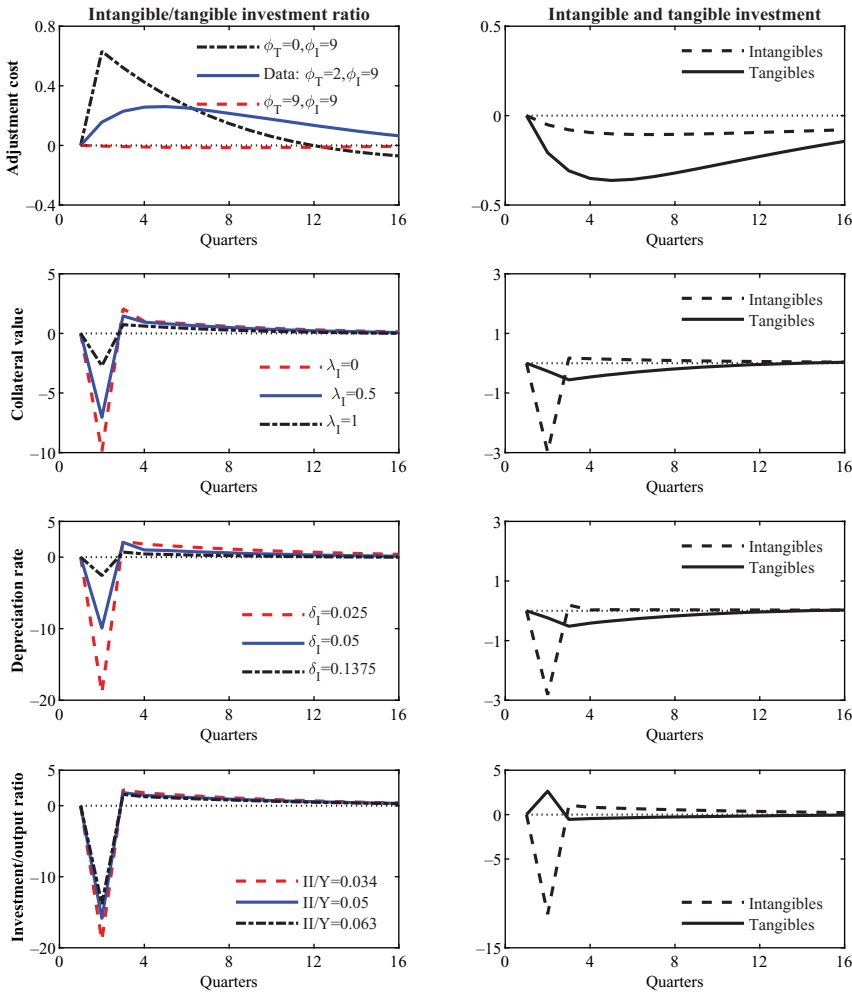 Intangible/tangible investment ratio
Adjustment cost
0.8
0.4
0
–0.4
0 4 8 12 16
Quarters
ϕT=0,ϕI=9
Data: ϕT=2,ϕI=9
ϕT=9,ϕI=9
Intangible and tangible investment
0.5
0
–0.5
0 4 8 12 16
Quarters
Intangibles
Tangibles
Collateral value
5
0
–5
–10
0 4 8 12 16
Quarters
λI=0
λI=0.5
λI=1
3
1
–1
–3
0 4 8 12 16
Quarters
Intangibles
Tangibles
Depreciation rate
5
0
–10
–20
0 4 8 12 16
Quarters
δI=0.025
δI=0.05
δI=0.1375
3
1
–1
–3
0 4 8 12 16
Quarters
Intangibles
Tangibles
Investment/output ratio
5
0
–10
–20
0 4 8 12 16
Quarters
II/Y=0.034
II/Y=0.05
II/Y=0.063
5
0
–5
–15
0 4 8 12 16
Quarters
Intangibles
Tangibles